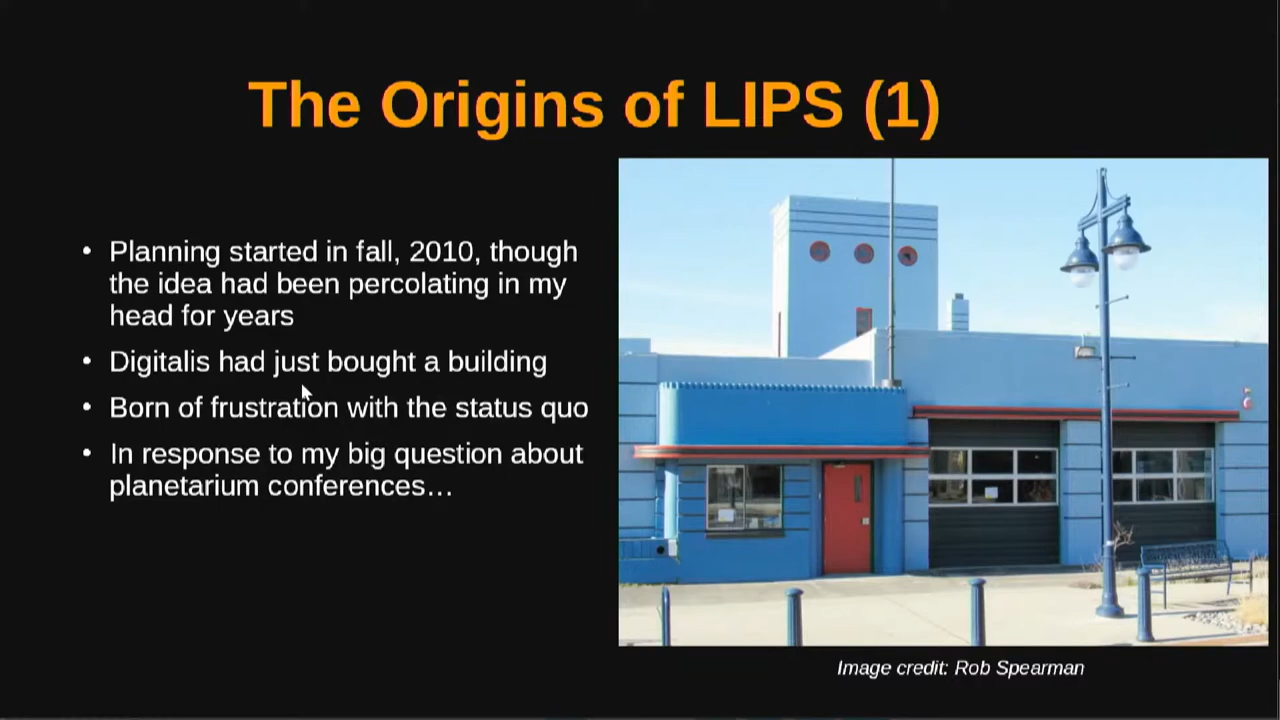 The Origins of LIPS (1)
• Planning started in fall, 2010, though
the idea had been percolating in my
head for years
• Digitalis had just bought a building
• Born of frustration with the status quo
• In response to my big question about
planetarium conferences…
Image credit: Rob Spearman